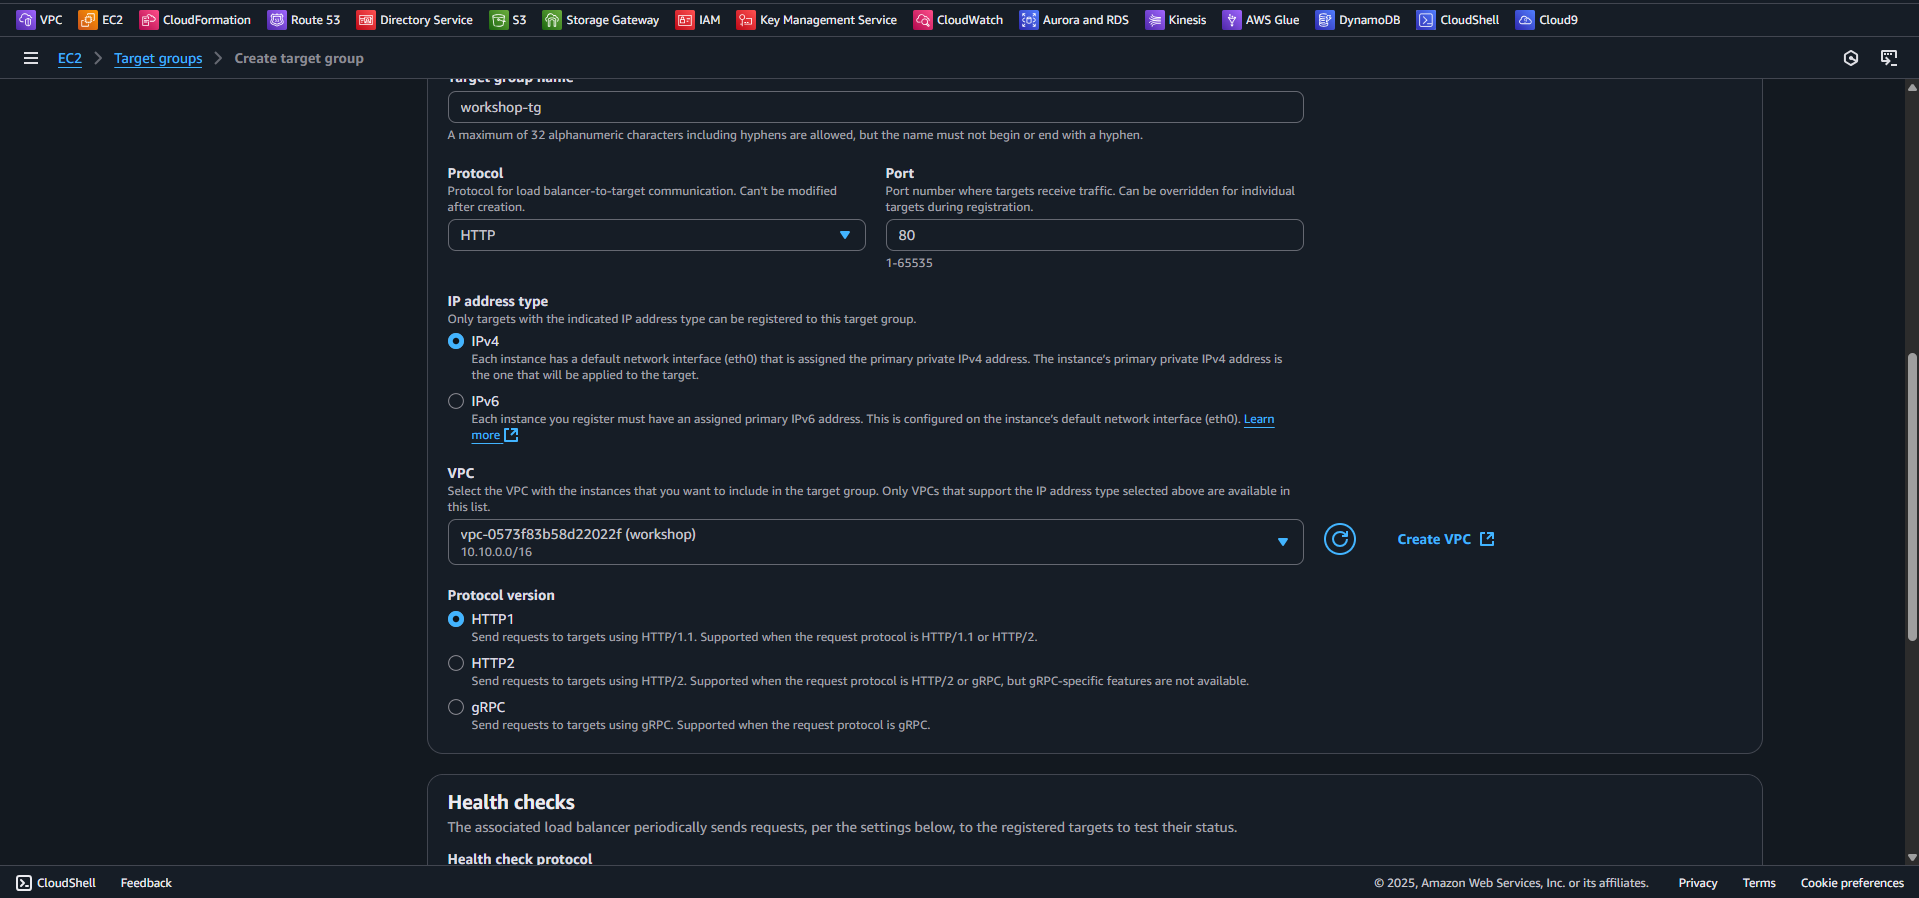 VPC EC2 CloudFormation Route 53 Directory Service S3 Storage Gateway IAM Key Management Service CloudWatch Aurora and RDS Kinesis AWS Glue DynamoDB CloudShell Cloud9
EC2 Target groups Create target group
Target group name
workshop-tg
A maximum of 32 alphanumeric characters including hyphens are allowed, but the name must not begin or end with a hyphen.
Protocol
Protocol for load balancer-to-target communication. Can't be modified
after creation.
HTTP
Port
Port number where targets receive traffic. Can be overridden for individual
targets during registration.
80
1-65535
IP address type
Only targets with the indicated IP address type can be registered to this target group.
IPv4
Each instance has a default network interface (eth0) that is assigned the primary private IPv4 address. The instance's primary private IPv4 address is
the one that will be applied to the target.
IPv6
Each instance you register must have an assigned primary IPv6 address. This is configured on the instance's default network interface (eth0). Learn
more
VPC
Select the VPC with the instances that you want to include in the target group. Only VPCs that support the IP address type selected above are available in
this list.
vpc-0573f83b58d22022f (workshop)
10.10.0.0/16
Create VPC
Protocol version
HTTP1
Send requests to targets using HTTP/1.1. Supported when the request protocol is HTTP/1.1 or HTTP/2.
HTTP2
Send requests to targets using HTTP/2. Supported when the request protocol is HTTP/2 or gRPC, but gRPC-specific features are not available.
gRPC
Send requests to targets using gRPC. Supported when the request protocol is gRPC.
Health checks
The associated load balancer periodically sends requests, per the settings below, to the registered targets to test their status.
Health check protocol
CloudShell Feedback © 2025, Amazon Web Services, Inc. or its affiliates. Privacy Terms Cookie preferences